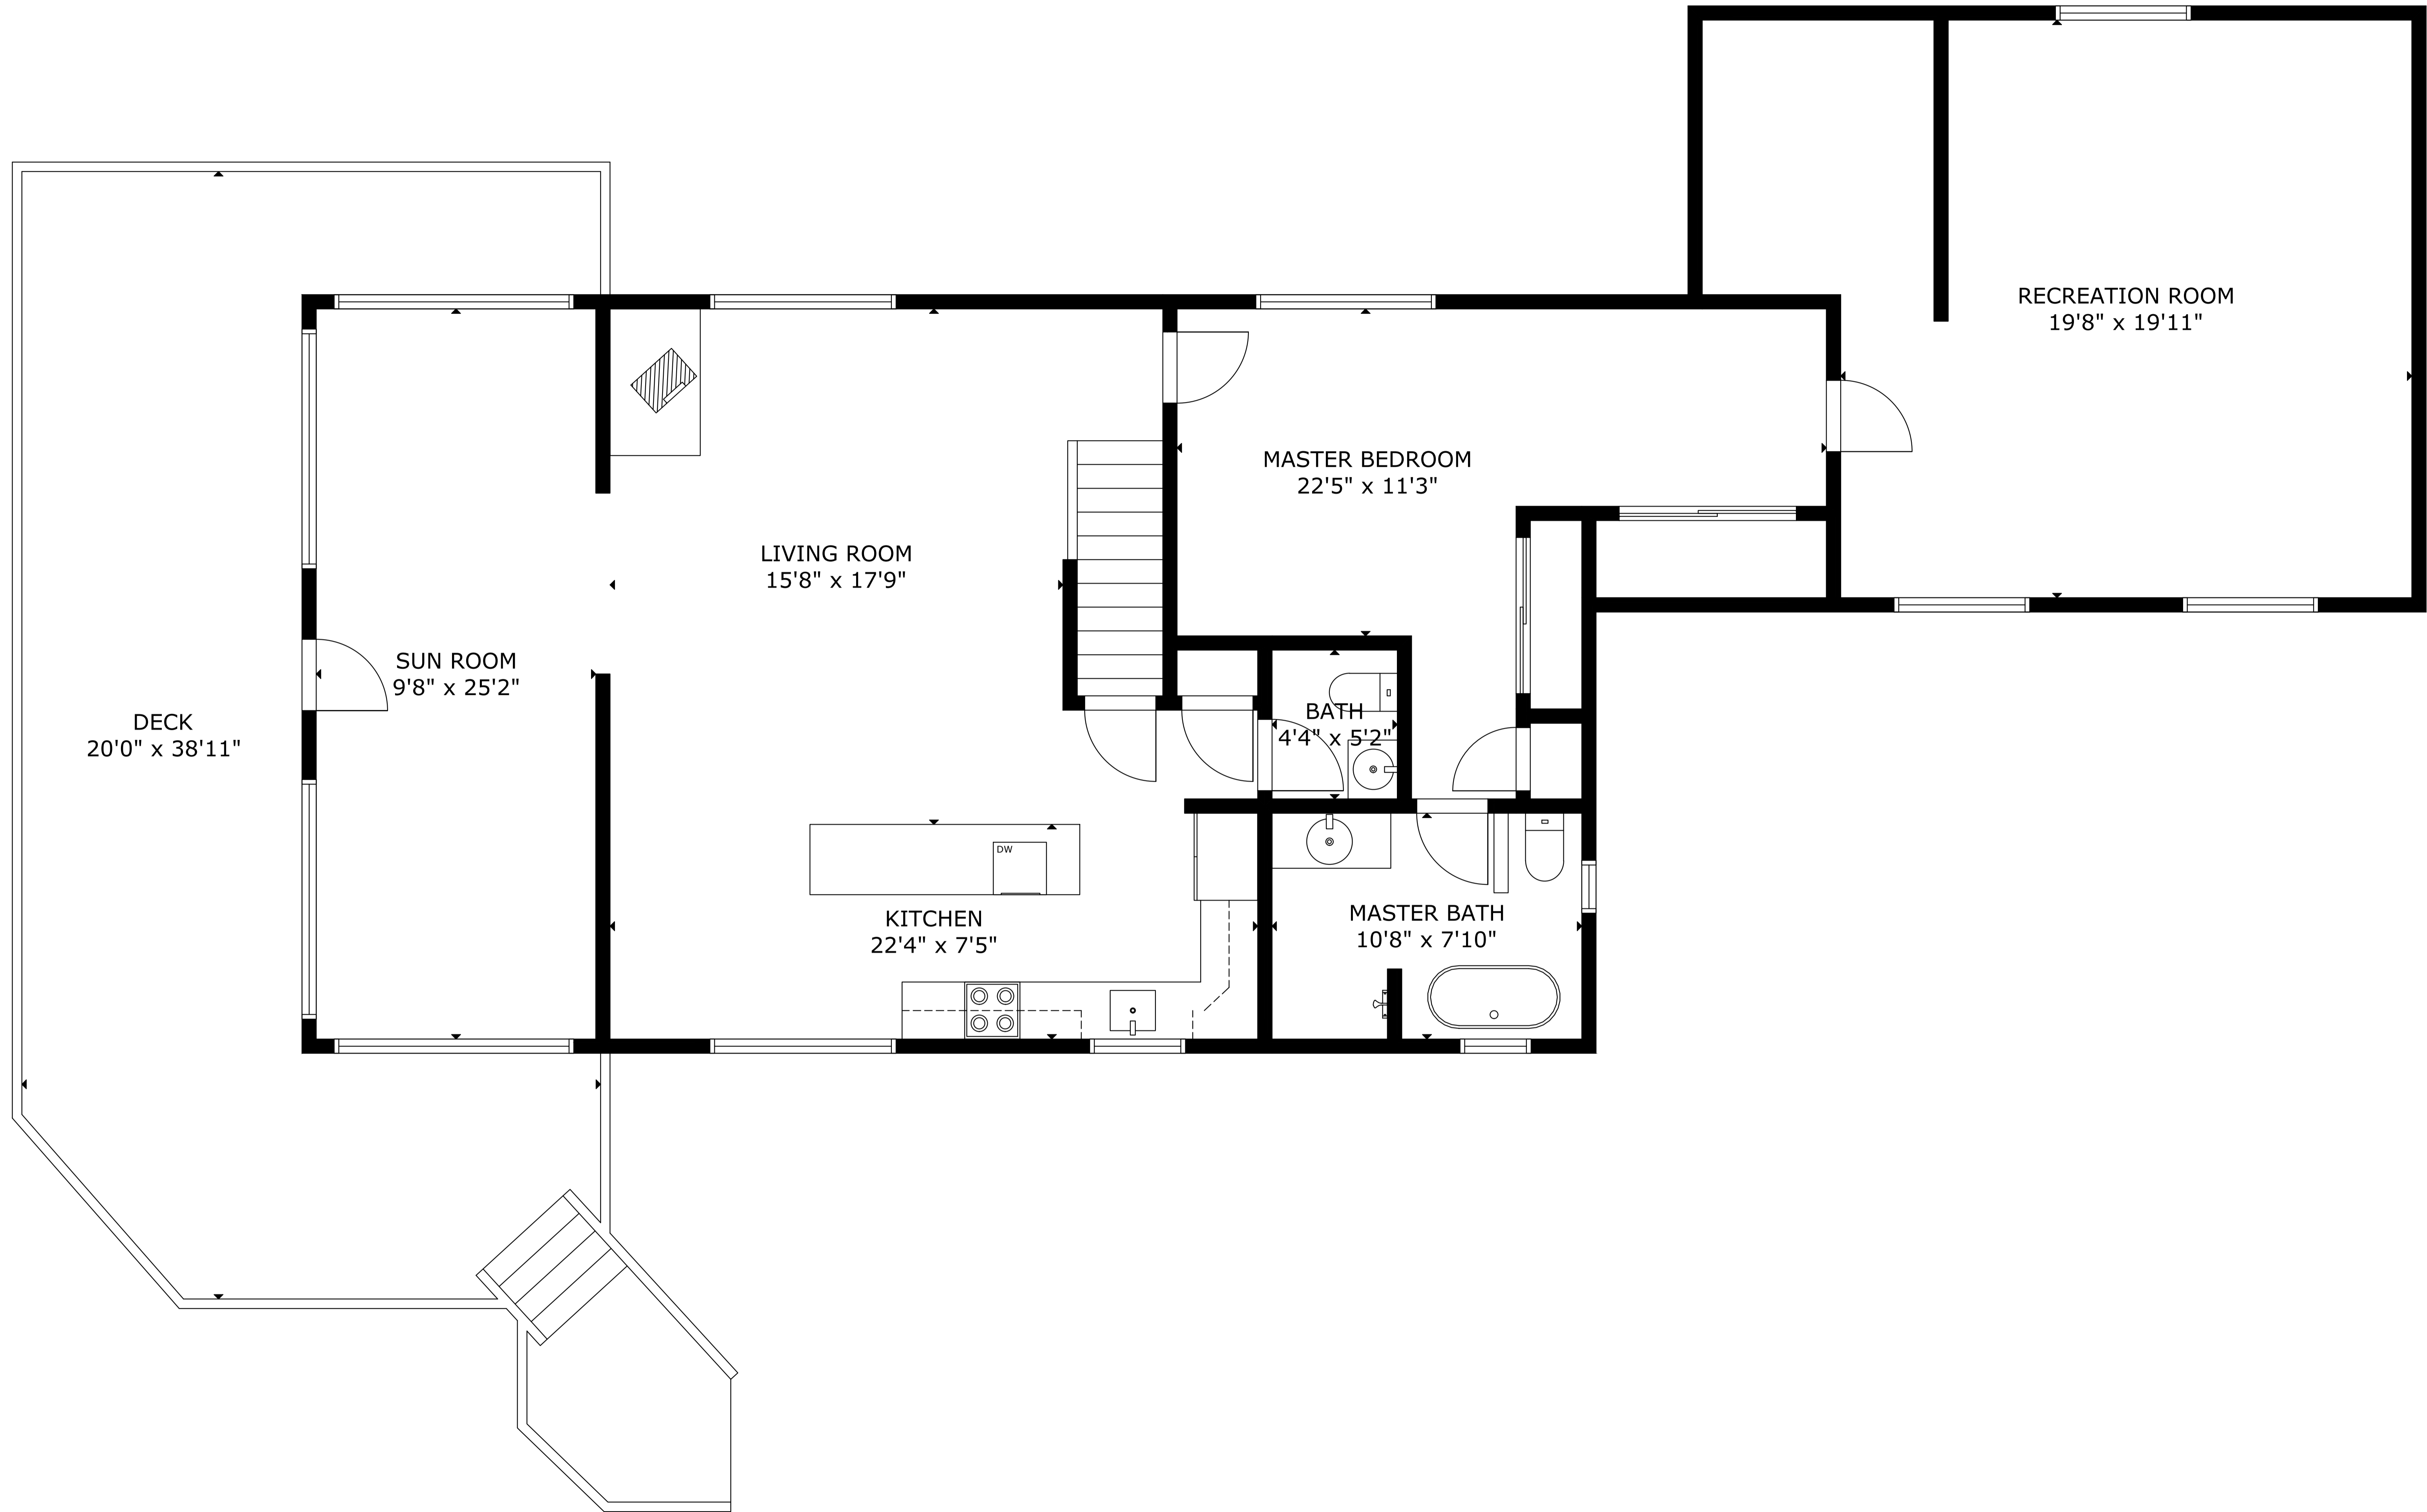 RECREATION ROOM
19'8" x 19'11"
MASTER BEDROOM
22'5" x 11'3"
LIVING ROOM
15'8" x 17'9"
SUN ROOM
9'8" x 25'2"
DECK
20'0" x 38'11"
BATH
4'4" x 5'2"
DW
KITCHEN
22'4" x 7'5"
MASTER BATH
10'8" x 7'10"